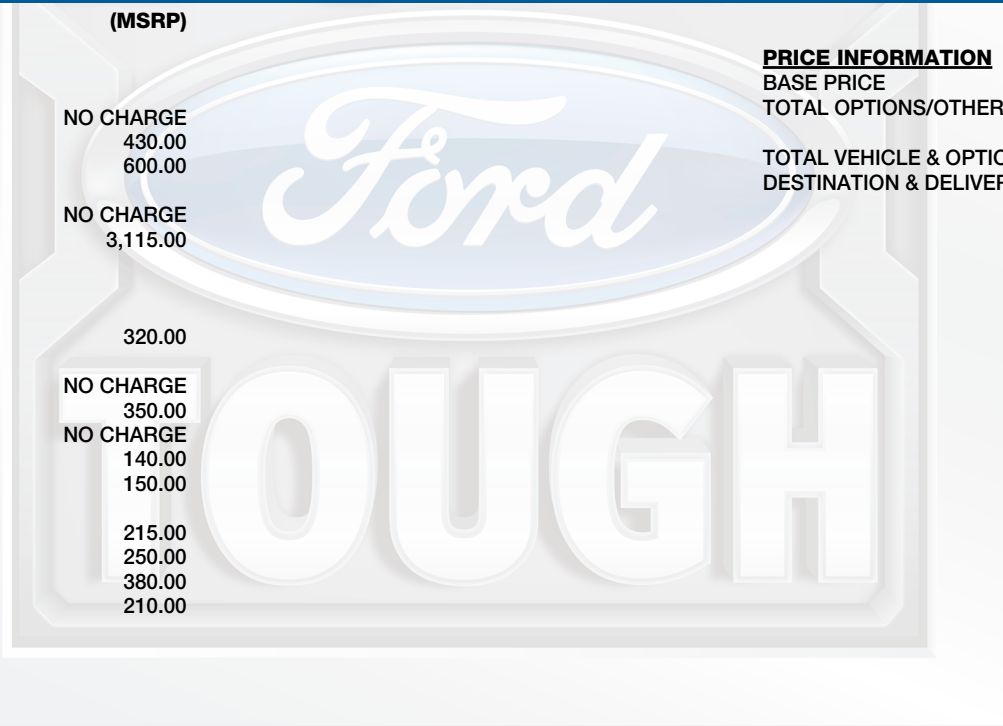 (MSRP)
NO CHARGE
430.00
600.00
NO CHARGE
3,115.00
320.00
NO CHARGE
350.00
NO CHARGE
140.00
150.00
215.00
250.00
380.00
210.00
PRICE INFORMATION
BASE PRICE
TOTAL OPTIONS/OTHER
TOTAL VEHICLE & OPTIO
DESTINATION & DELIVER
Ford
TOUGH